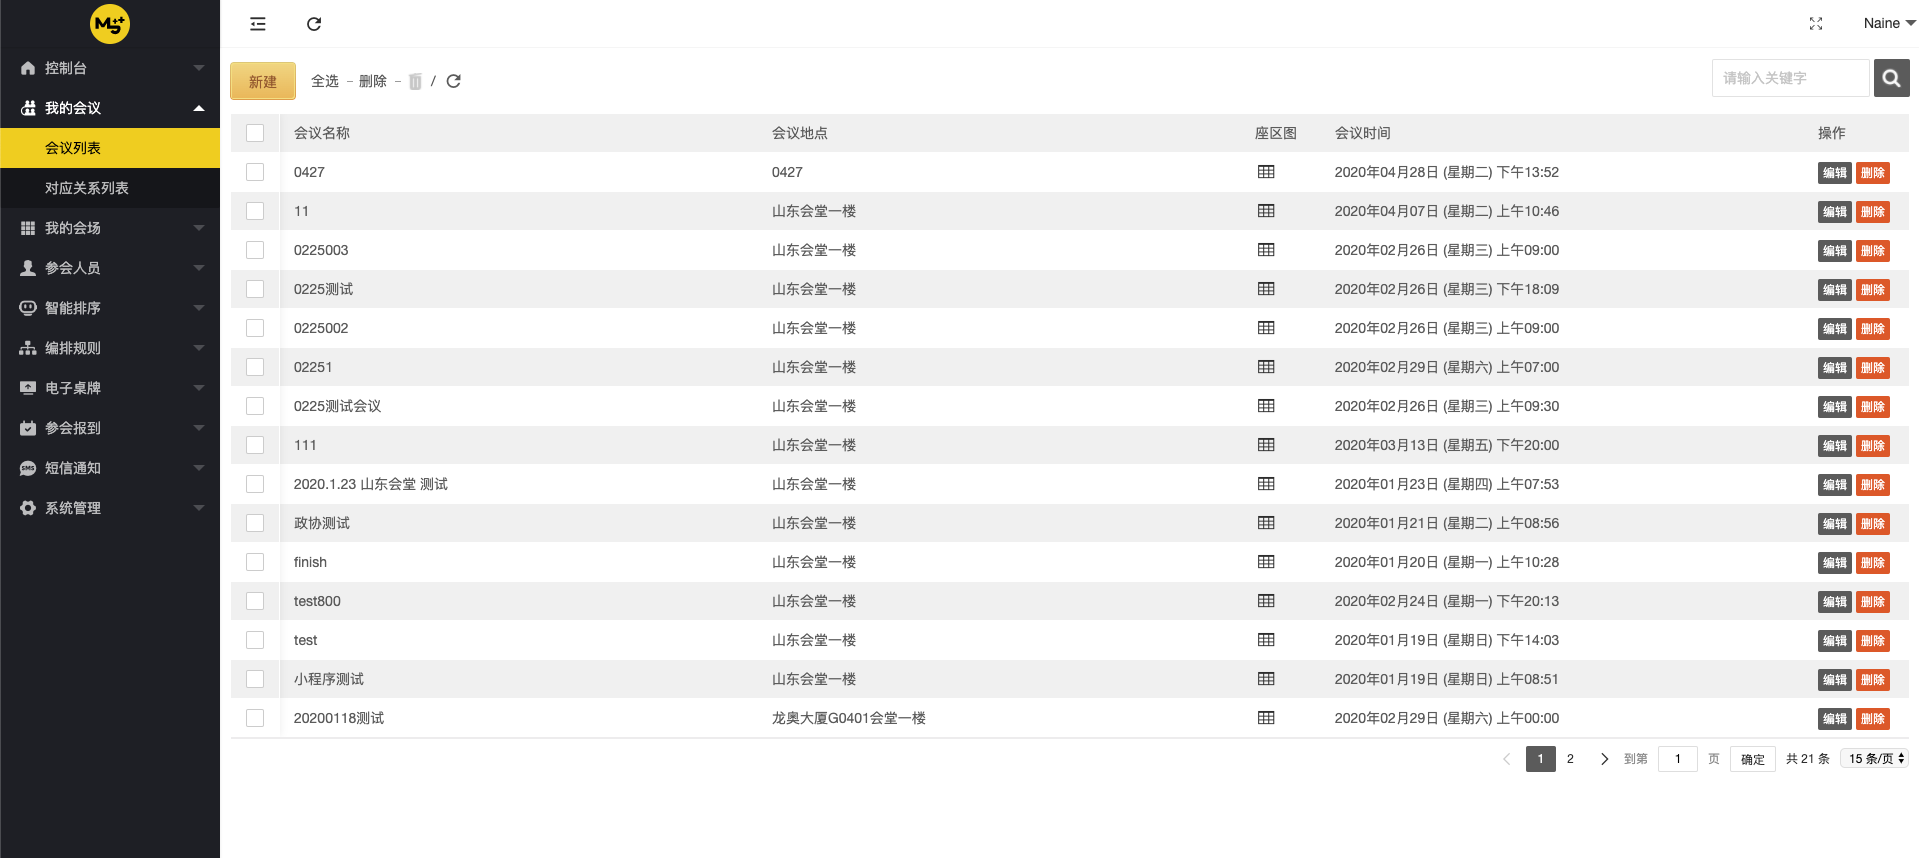 M5++
Naine
控制台
我的会议
会议列表
对应关系列表
我的会场
参会人员
智能排序
编排规则
电子桌牌
参会报到
SMS 短信通知
系统管理
新建 全选 - 删除 - / 请输入关键字
会议名称 会议地点 座区图 会议时间 操作
0427 0427 2020年04月28日 (星期二) 下午13:52 编辑 删除
11 山东会堂一楼 2020年04月07日 (星期二) 上午10:46 编辑 删除
0225003 山东会堂一楼 2020年02月26日 (星期三) 上午09:00 编辑 删除
0225测试 山东会堂一楼 2020年02月26日 (星期三) 下午18:09 编辑 删除
0225002 山东会堂一楼 2020年02月26日 (星期三) 上午09:00 编辑 删除
02251 山东会堂一楼 2020年02月29日 (星期六) 上午07:00 编辑 删除
0225测试会议 山东会堂一楼 2020年02月26日 (星期三) 上午09:30 编辑 删除
111 山东会堂一楼 2020年03月13日 (星期五) 下午20:00 编辑 删除
2020.1.23 山东会堂 测试 山东会堂一楼 2020年01月23日 (星期四) 上午07:53 编辑 删除
政协测试 山东会堂一楼 2020年01月21日 (星期二) 上午08:56 编辑 删除
finish 山东会堂一楼 2020年01月20日 (星期一) 上午10:28 编辑 删除
test800 山东会堂一楼 2020年02月24日 (星期一) 下午20:13 编辑 删除
test 山东会堂一楼 2020年01月19日 (星期日) 下午14:03 编辑 删除
小程序测试 山东会堂一楼 2020年01月19日 (星期日) 上午08:51 编辑 删除
20200118测试 龙奥大厦G0401会堂一楼 2020年02月29日 (星期六) 上午00:00 编辑 删除
1 2 到第 1 页 确定 共 21 条 15 条/页